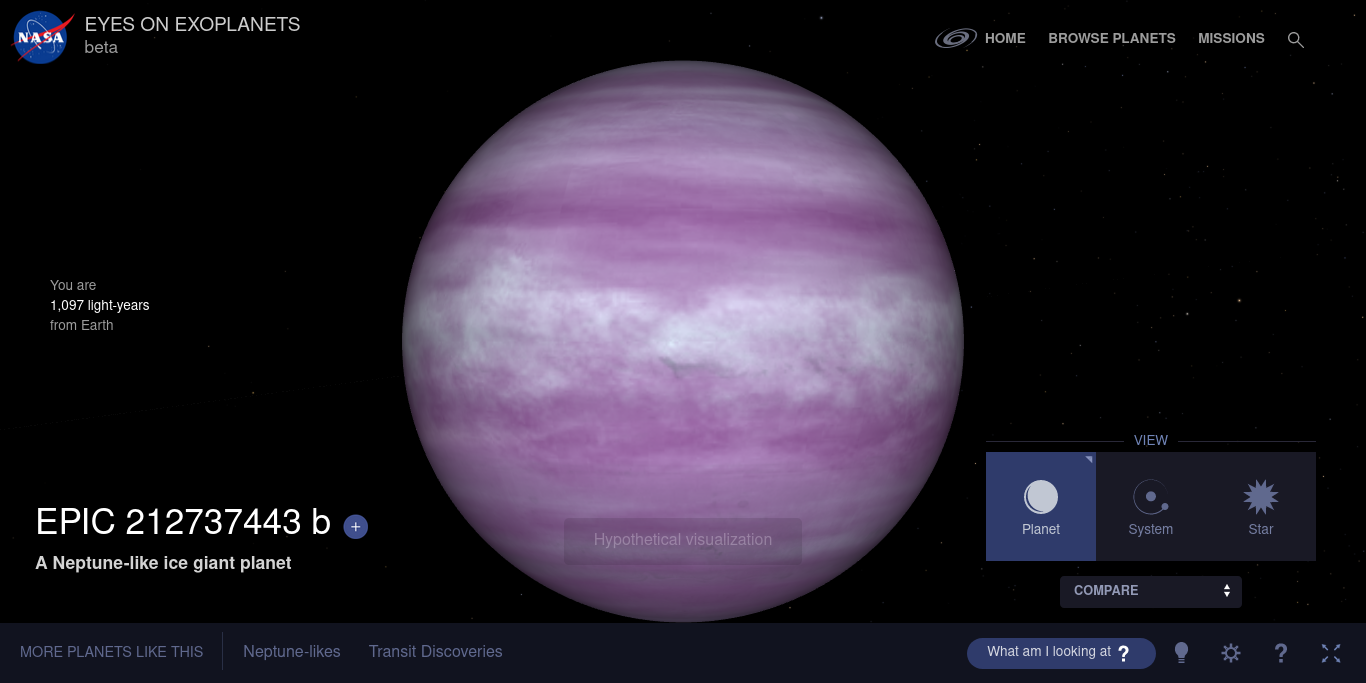 NASA
EYES ON EXOPLANETS
beta
HOME
BROWSE PLANETS
MISSIONS
You are
1,097 light-years
from Earth
EPIC 212737443 b +
A Neptune-like ice giant planet
Hypothetical visualization
VIEW
Planet
System
Star
COMPARE
MORE PLANETS LIKE THIS
Neptune-likes
Transit Discoveries
What am I looking at ?
?